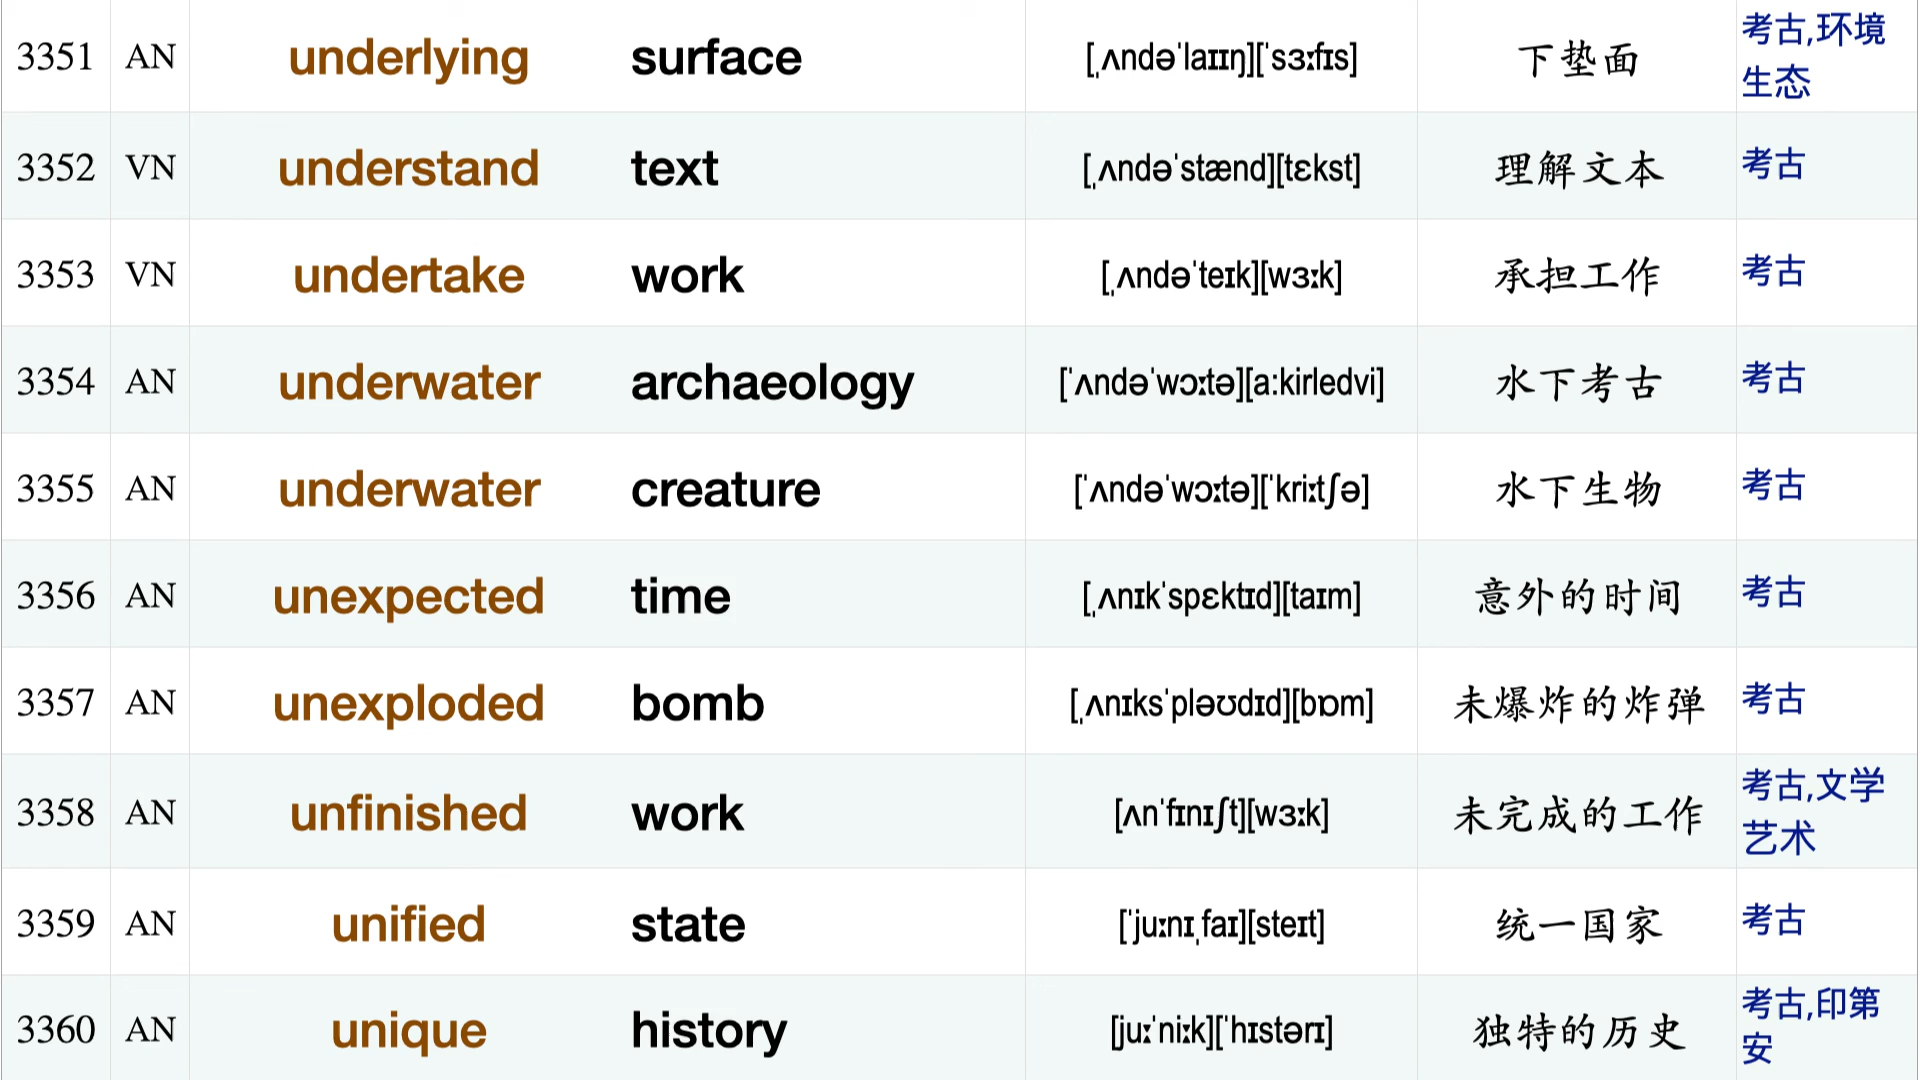 3351 AN underlying surface [ˌʌndəˈlaɪɪŋ][ˈsɜːfɪs] 下垫面 考古,环境
生态
3352 VN understand text [ˌʌndəˈstænd][tɛkst] 理解文本 考古
3353 VN undertake work [ˌʌndəˈteɪk][wɜːk] 承担工作 考古
3354 AN underwater archaeology [ˈʌndəˈwɔːtə][a:kirledvi] 水下考古 考古
3355 AN underwater creature [ˈʌndəˈwɔːtə][ˈkriːtʃə] 水下生物 考古
3356 AN unexpected time [ˌʌnɪkˈspɛktɪd][taɪm] 意外的时间 考古
3357 AN unexploded bomb [ˌʌnɪksˈpləʊdɪd][bɒm] 未爆炸的炸弹 考古
3358 AN unfinished work [ʌnˈfɪnɪʃt][wɜːk] 未完成的工作 考古,文学
艺术
3359 AN unified state [ˈjuːnɪˌfaɪ][steɪt] 统一国家 考古
3360 AN unique history [juːˈniːk][ˈhɪstərɪ] 独特的历史 考古,印第
安